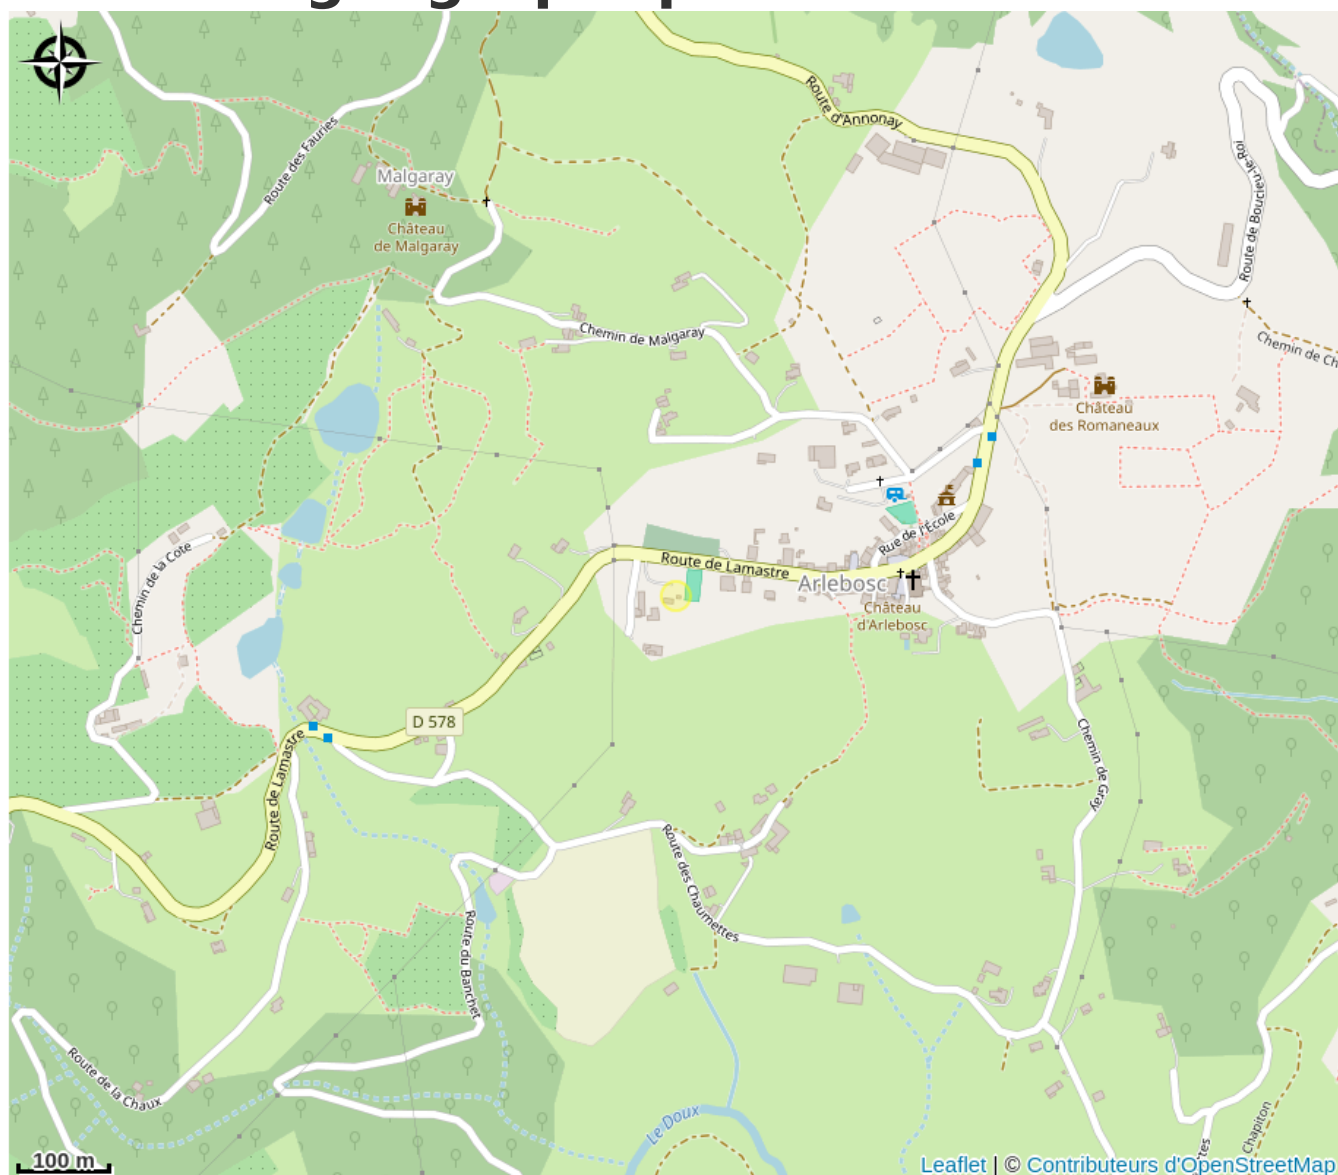 Route d'Annonay
Route des Fauries
Route de Boucieu-le-Roi
Malgaray
Château
de Malgaray
Chemin de Malgaray
Chemin de Ch
Château
des Romaneaux
Rue de l'École
Chemin de la Cote
Route de Lamastre
Arlebosc
Château
d'Arlebosc
D 578
Route de Lamastre
Chemin de Gray
Route des Chaumettes
Route du Banchet
Route de la Chaux
Le Doux
Chapiton
ttes
100 m
Leaflet | © Contributeurs d'OpenStreetMap